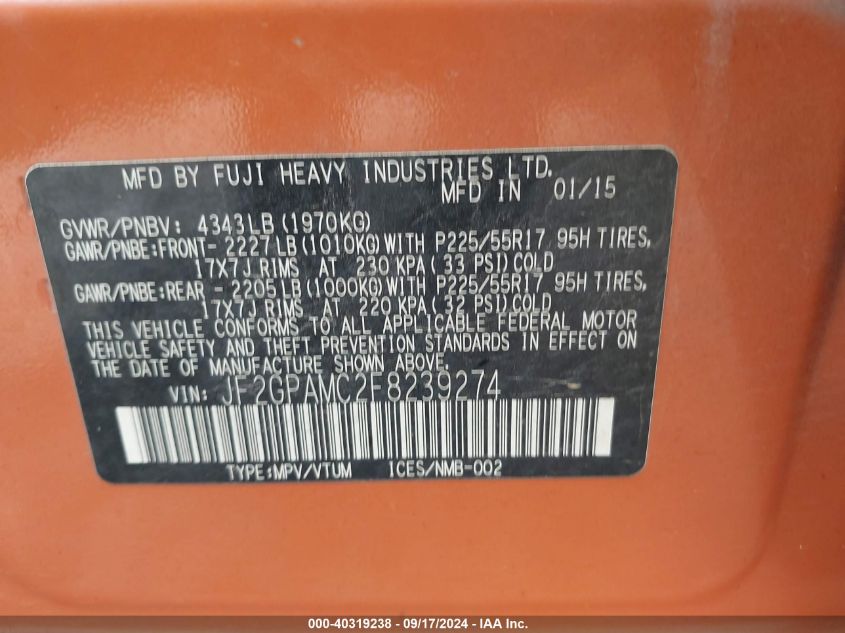 MFD BY FUJI HEAVY INDUSTRIES LTD.
MFD IN 01/15
GVWR/PNBV: 4343LB(1970KG)
GAWR/PNBE:FRONT- 2227LB(1010KG)WITH P225/55R17 95H TIRES,
17X7J RIMS AT 230 KPA( 33 PSI)COLD
GAWR/PNBE:REAR - 2205LB(1000KG)WITH P225/55R17 95H TIRES,
17X7J RIMS AT 220 KPA( 32 PSI)COLD
THIS VEHICLE CONFORMS TO ALL APPLICABLE FEDERAL MOTOR
VEHICLE SAFETY AND THEFT PREVENTION STANDARDS IN EFFECT ON
THE DATE OF MANUFACTURE SHOWN ABOVE.
VIN: JF2GPAMC2F8239274
TYPE:MPV/VTUM ICES/NMB-002
000-40319238 - 09/17/2024 - IAA, Inc.